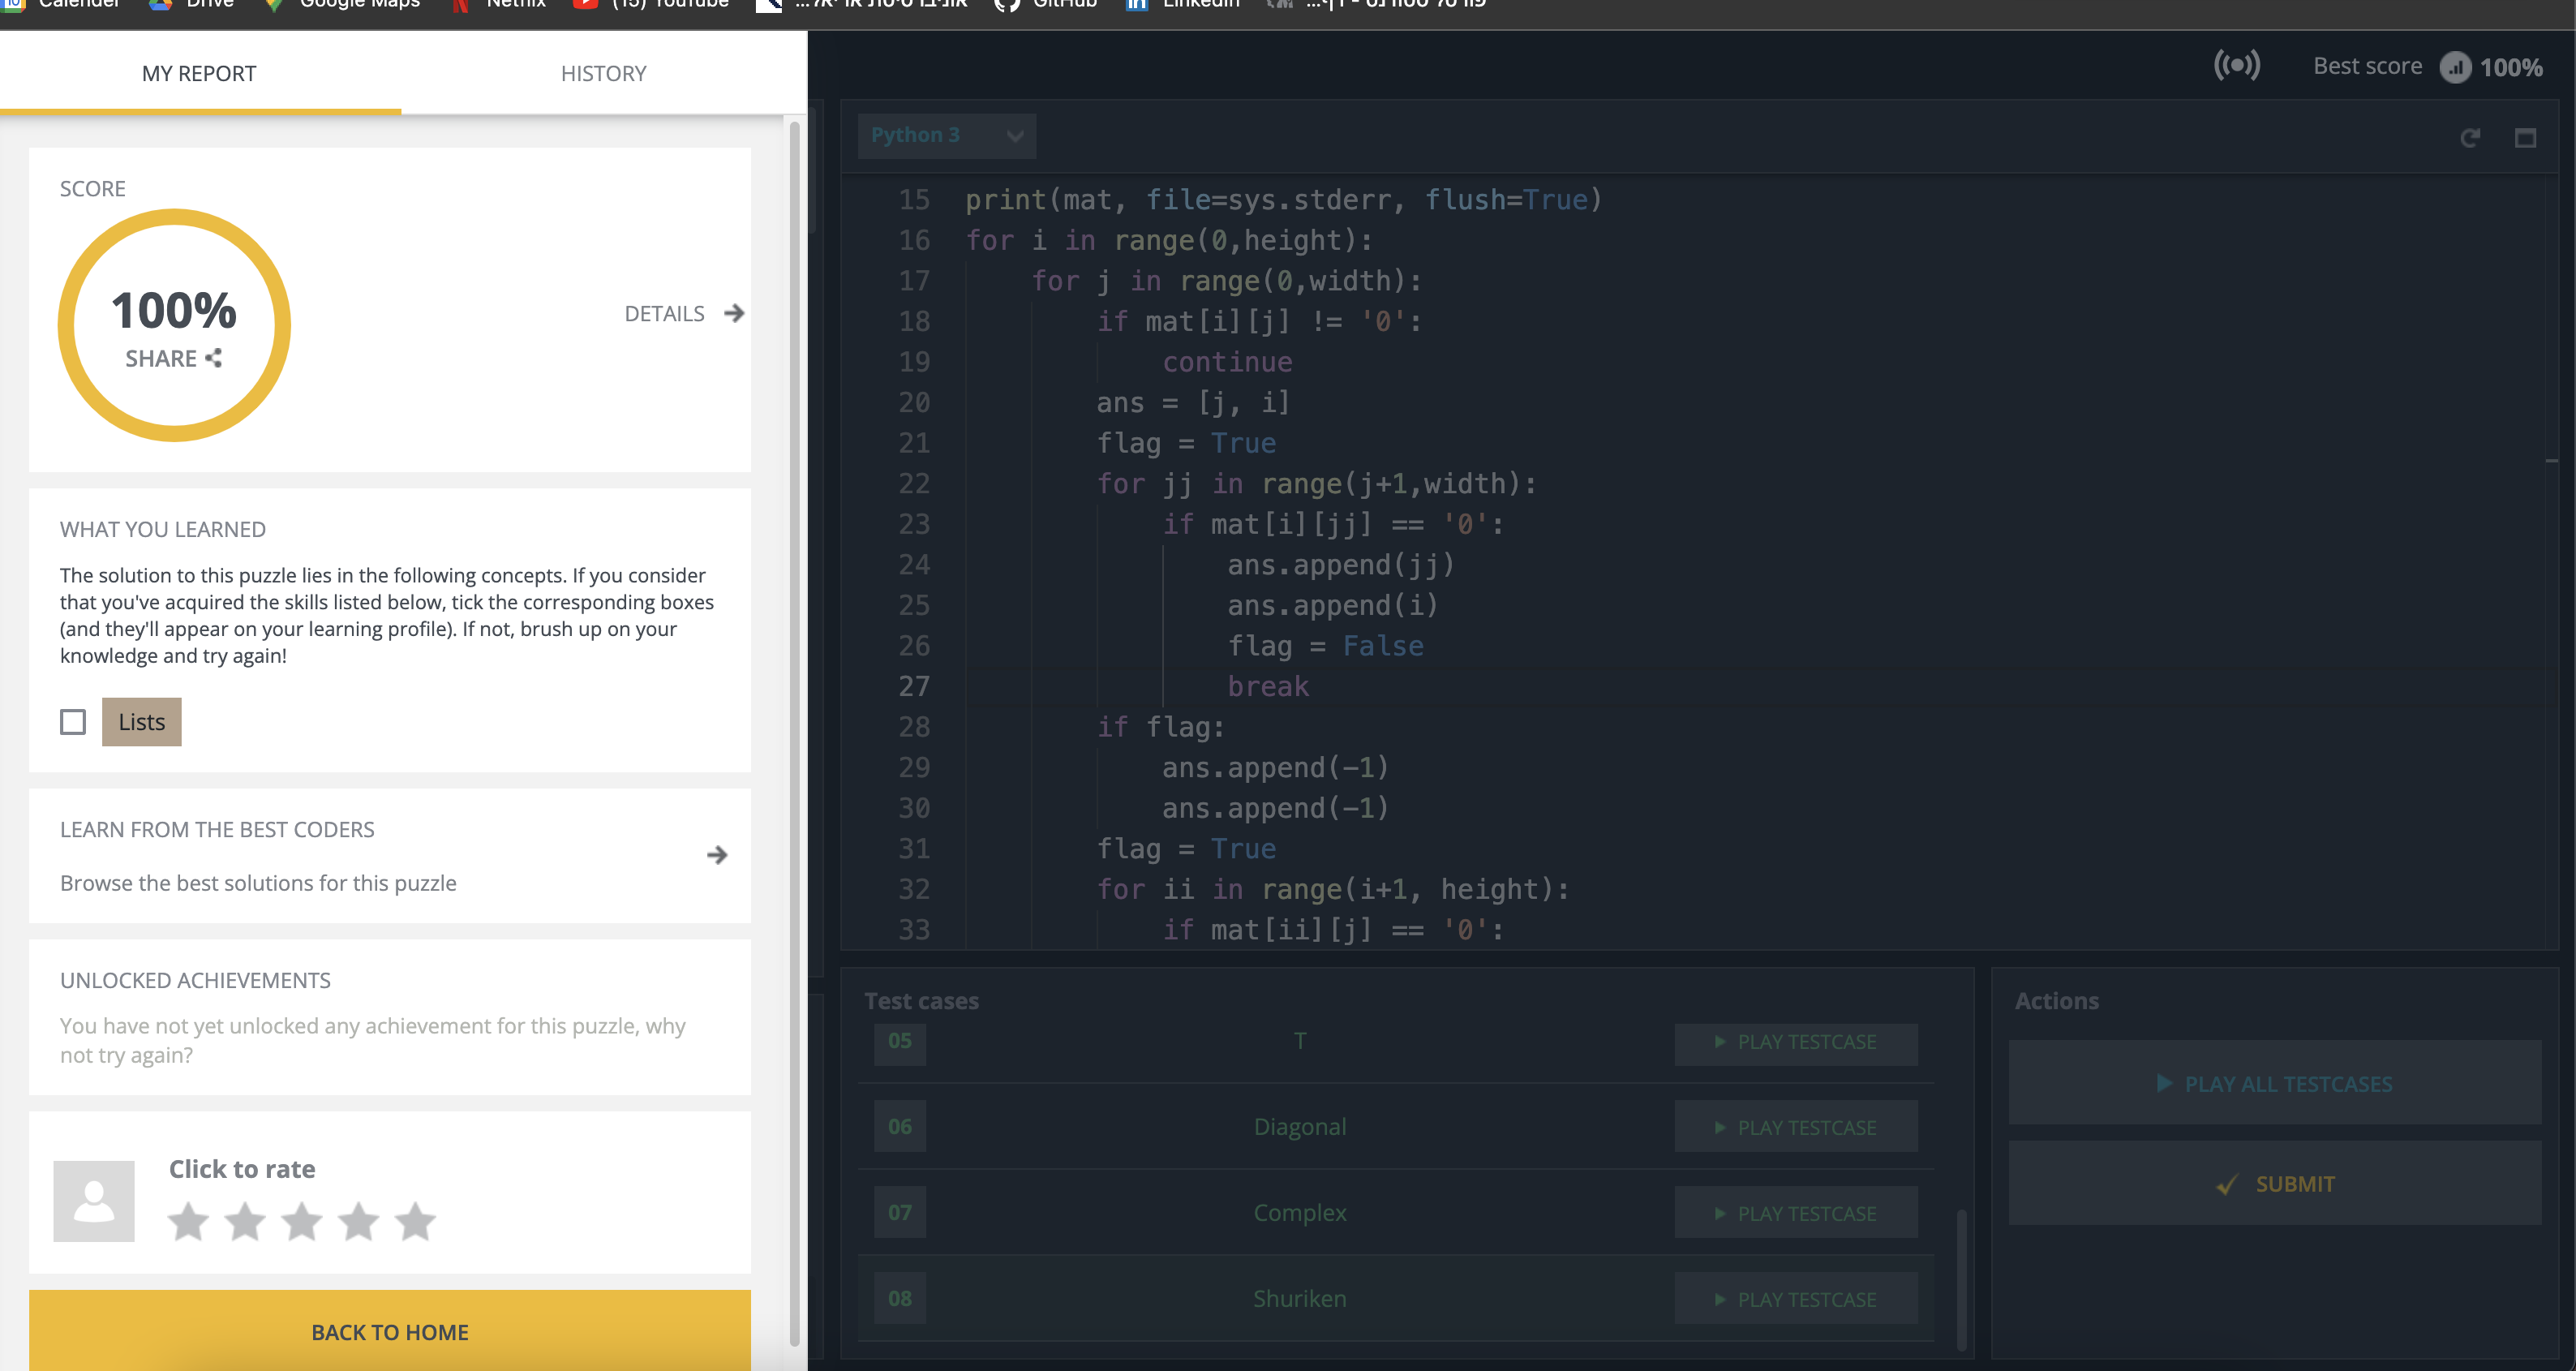 Calender Drive Google Maps Netflix (15) YouTube GitHub LinkedIn
MY REPORT HISTORY
Best score 100%
SCORE
100%
SHARE
DETAILS
WHAT YOU LEARNED
The solution to this puzzle lies in the following concepts. If you consider
that you've acquired the skills listed below, tick the corresponding boxes
(and they'll appear on your learning profile). If not, brush up on your
knowledge and try again!
Lists
LEARN FROM THE BEST CODERS
Browse the best solutions for this puzzle
UNLOCKED ACHIEVEMENTS
You have not yet unlocked any achievement for this puzzle, why
not try again?
Click to rate
BACK TO HOME
Python 3
15 print(mat, file=sys.stderr, flush=True)
16 for i in range(0,height):
17 for j in range(0,width):
18 if mat[i][j] != '0':
19 continue
20 ans = [j, i]
21 flag = True
22 for jj in range(j+1,width):
23 if mat[i][jj] == '0':
24 ans.append(jj)
25 ans.append(i)
26 flag = False
27 break
28 if flag:
29 ans.append(-1)
30 ans.append(-1)
31 flag = True
32 for ii in range(i+1, height):
33 if mat[ii][j] == '0':
Test cases
05 T PLAY TESTCASE
06 Diagonal PLAY TESTCASE
07 Complex PLAY TESTCASE
08 Shuriken PLAY TESTCASE
Actions
PLAY ALL TESTCASES
SUBMIT